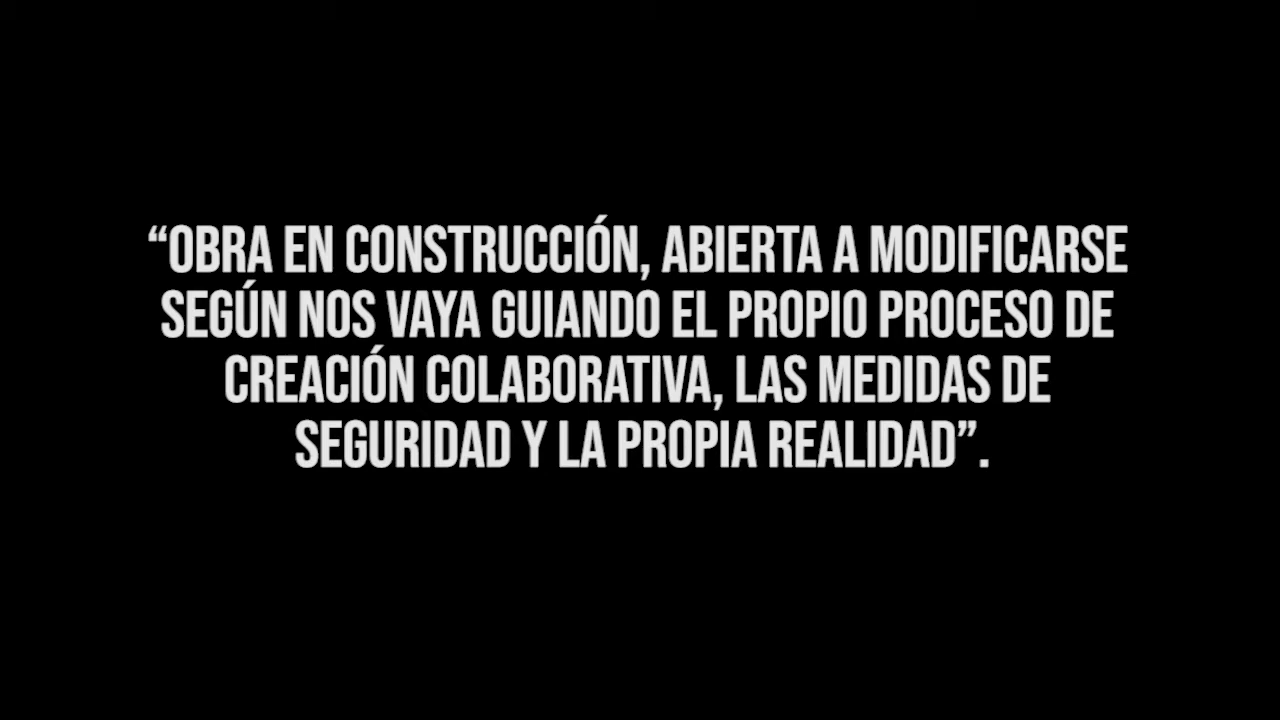 “OBRA EN CONSTRUCCIÓN, ABIERTA A MODIFICARSE
SEGÚN NOS VAYA GUIANDO EL PROPIO PROCESO DE
CREACIÓN COLABORATIVA, LAS MEDIDAS DE
SEGURIDAD Y LA PROPIA REALIDAD”.